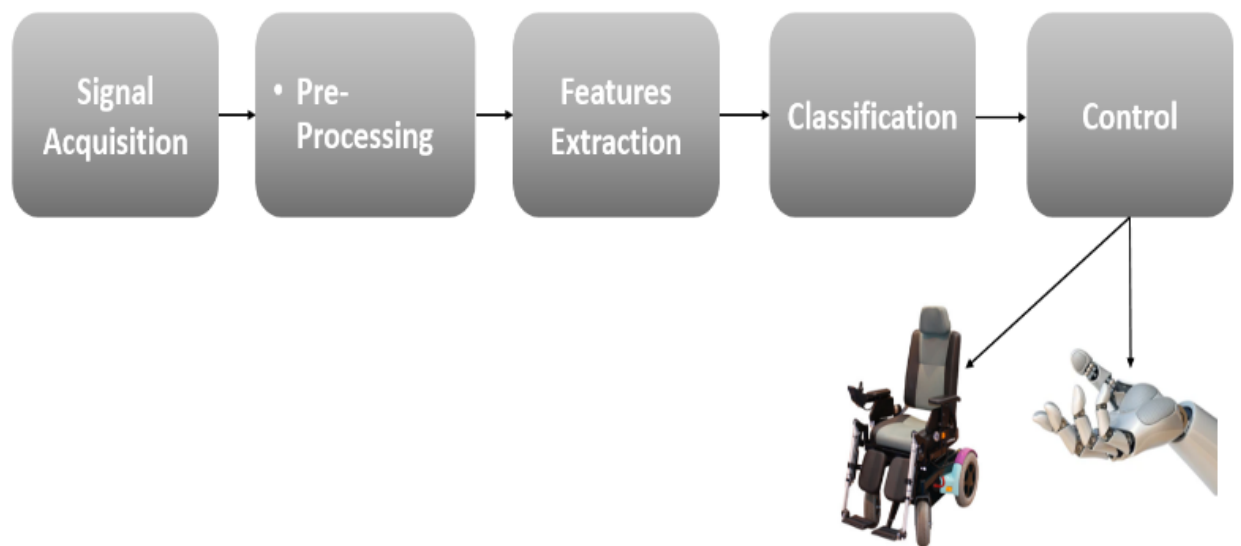 Signal
Acquisition
• Pre-
Processing
Features
Extraction
Classification
Control